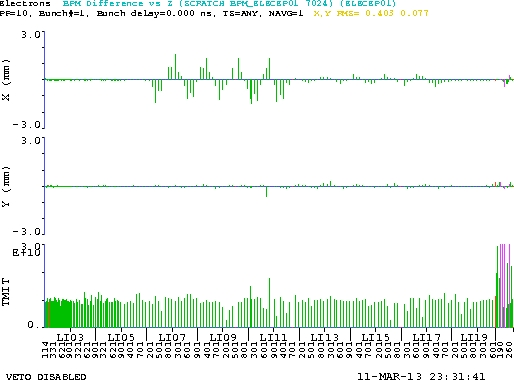 Electrons BPM Difference vs Z (SCRATCH BPM_ELECEP01 7024) (ELECEP01)
PP=10, Bunch#=1, Bunch delay=0.000 ns, TS=ANY, NAVG=1 X,Y RMS= 0.403 0.077
3.0
X (mm)
-3.0
3.0
Y (mm)
-3.0
3.0
E+10
TMIT
0.
LI03 LI05 LI07 LI09 LI11 LI13 LI15 LI17 LI19
VETO DISABLED 11-MAR-13 23:31:41